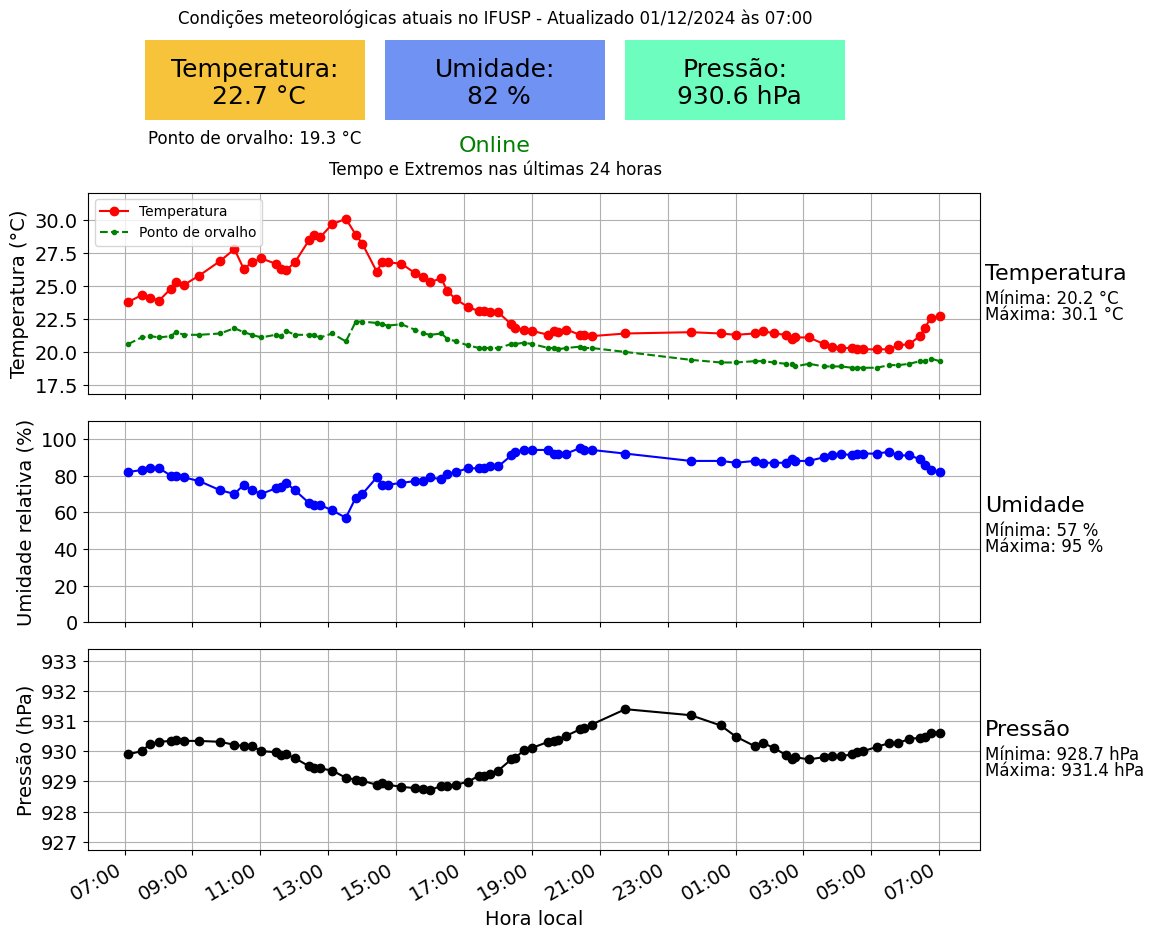 Condições meteorológicas atuais no IFUSP - Atualizado 01/12/2024 às 07:00
Temperatura:
22.7 °C
Umidade:
82 %
Pressão:
930.6 hPa
Ponto de orvalho: 19.3 °C
Online
Tempo e Extremos nas últimas 24 horas
Temperatura (°C)
30.0
27.5
25.0
22.5
20.0
17.5
Temperatura
Ponto de orvalho
Temperatura
Mínima: 20.2 °C
Máxima: 30.1 °C
Umidade relativa (%)
100
80
60
40
20
0
Umidade
Mínima: 57 %
Máxima: 95 %
Pressão (hPa)
933
932
931
930
929
928
927
Pressão
Mínima: 928.7 hPa
Máxima: 931.4 hPa
07:00 09:00 11:00 13:00 15:00 17:00 19:00 21:00 23:00 01:00 03:00 05:00 07:00
Hora local